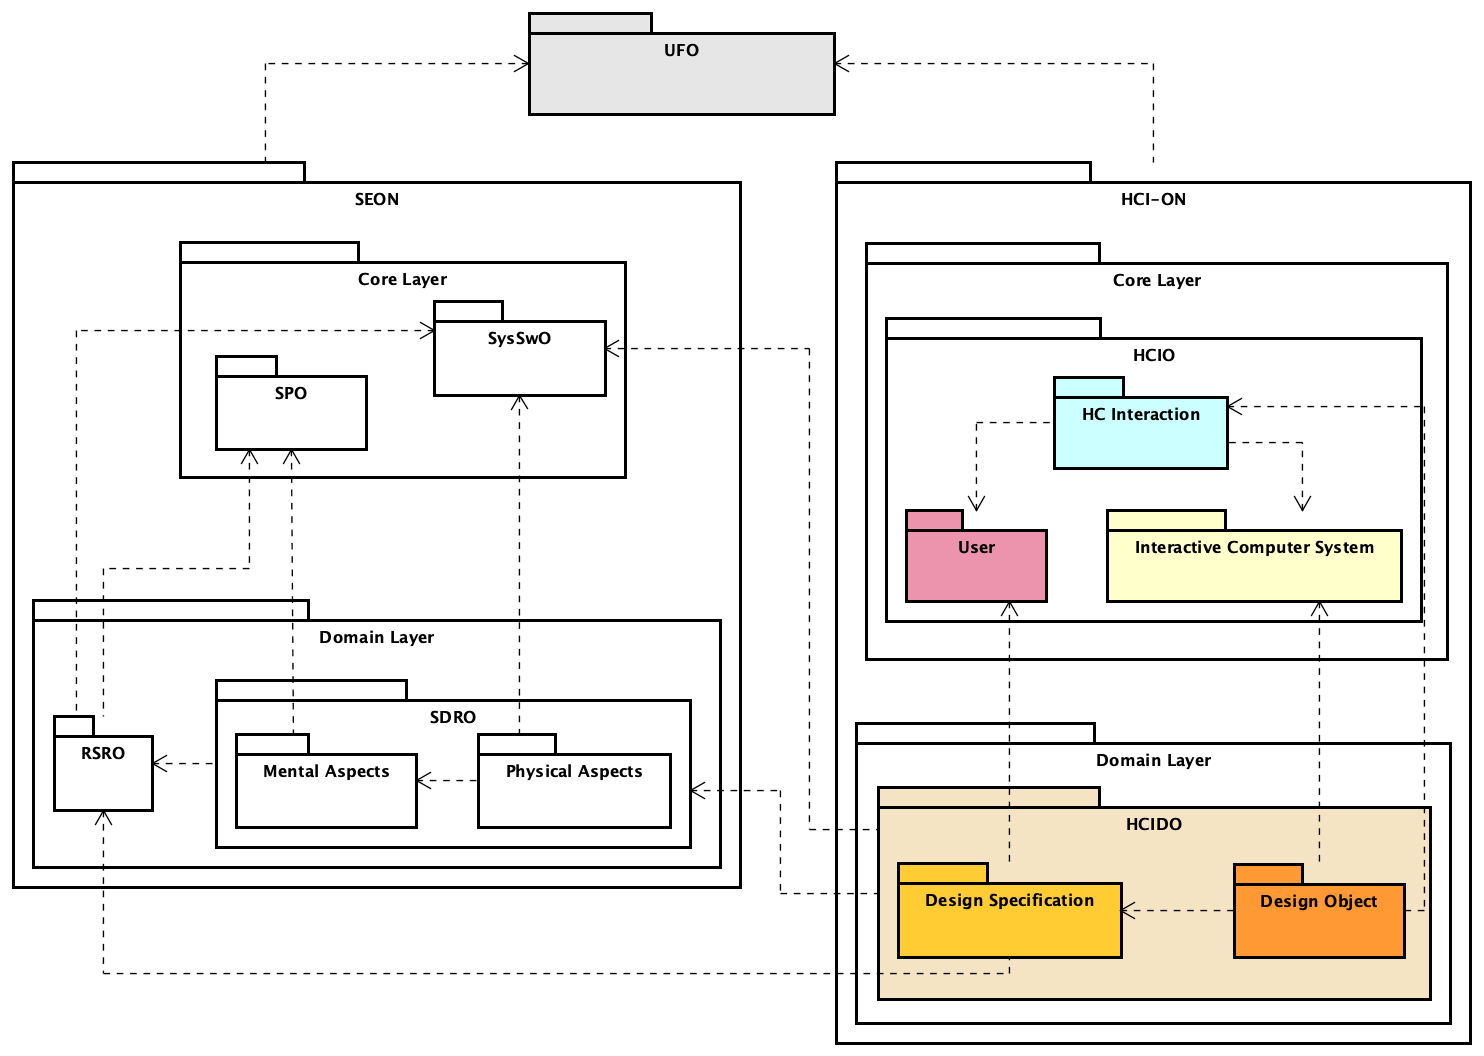 UFO
SEON
Core Layer
SysSwO
SPO
Domain Layer
SDRO
RSRO
Mental Aspects
Physical Aspects
HCI-ON
Core Layer
HCIO
HC Interaction
User
Interactive Computer System
Domain Layer
HCIDO
Design Specification
Design Object